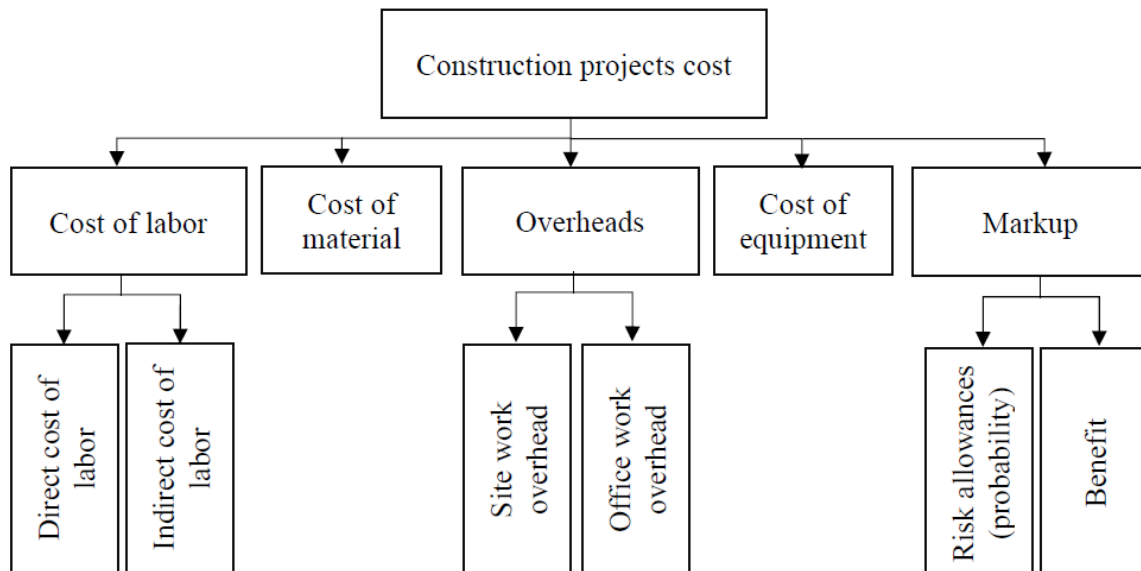 Construction projects cost
Cost of labor
Cost of
material
Overheads
Cost of
equipment
Markup
Direct cost of
labor
Indirect cost of
labor
Site work
overhead
Office work
overhead
Risk allowances
(probability)
Benefit